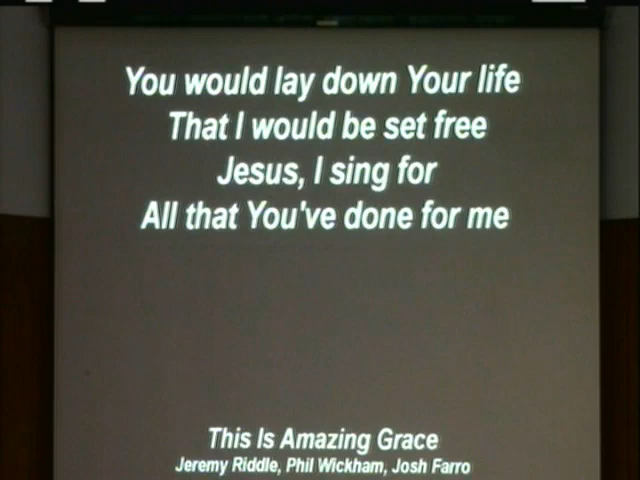 You would lay down Your life
That I would be set free
Jesus, I sing for
All that You've done for me
This Is Amazing Grace
Jeremy Riddle, Phil Wickham, Josh Farro